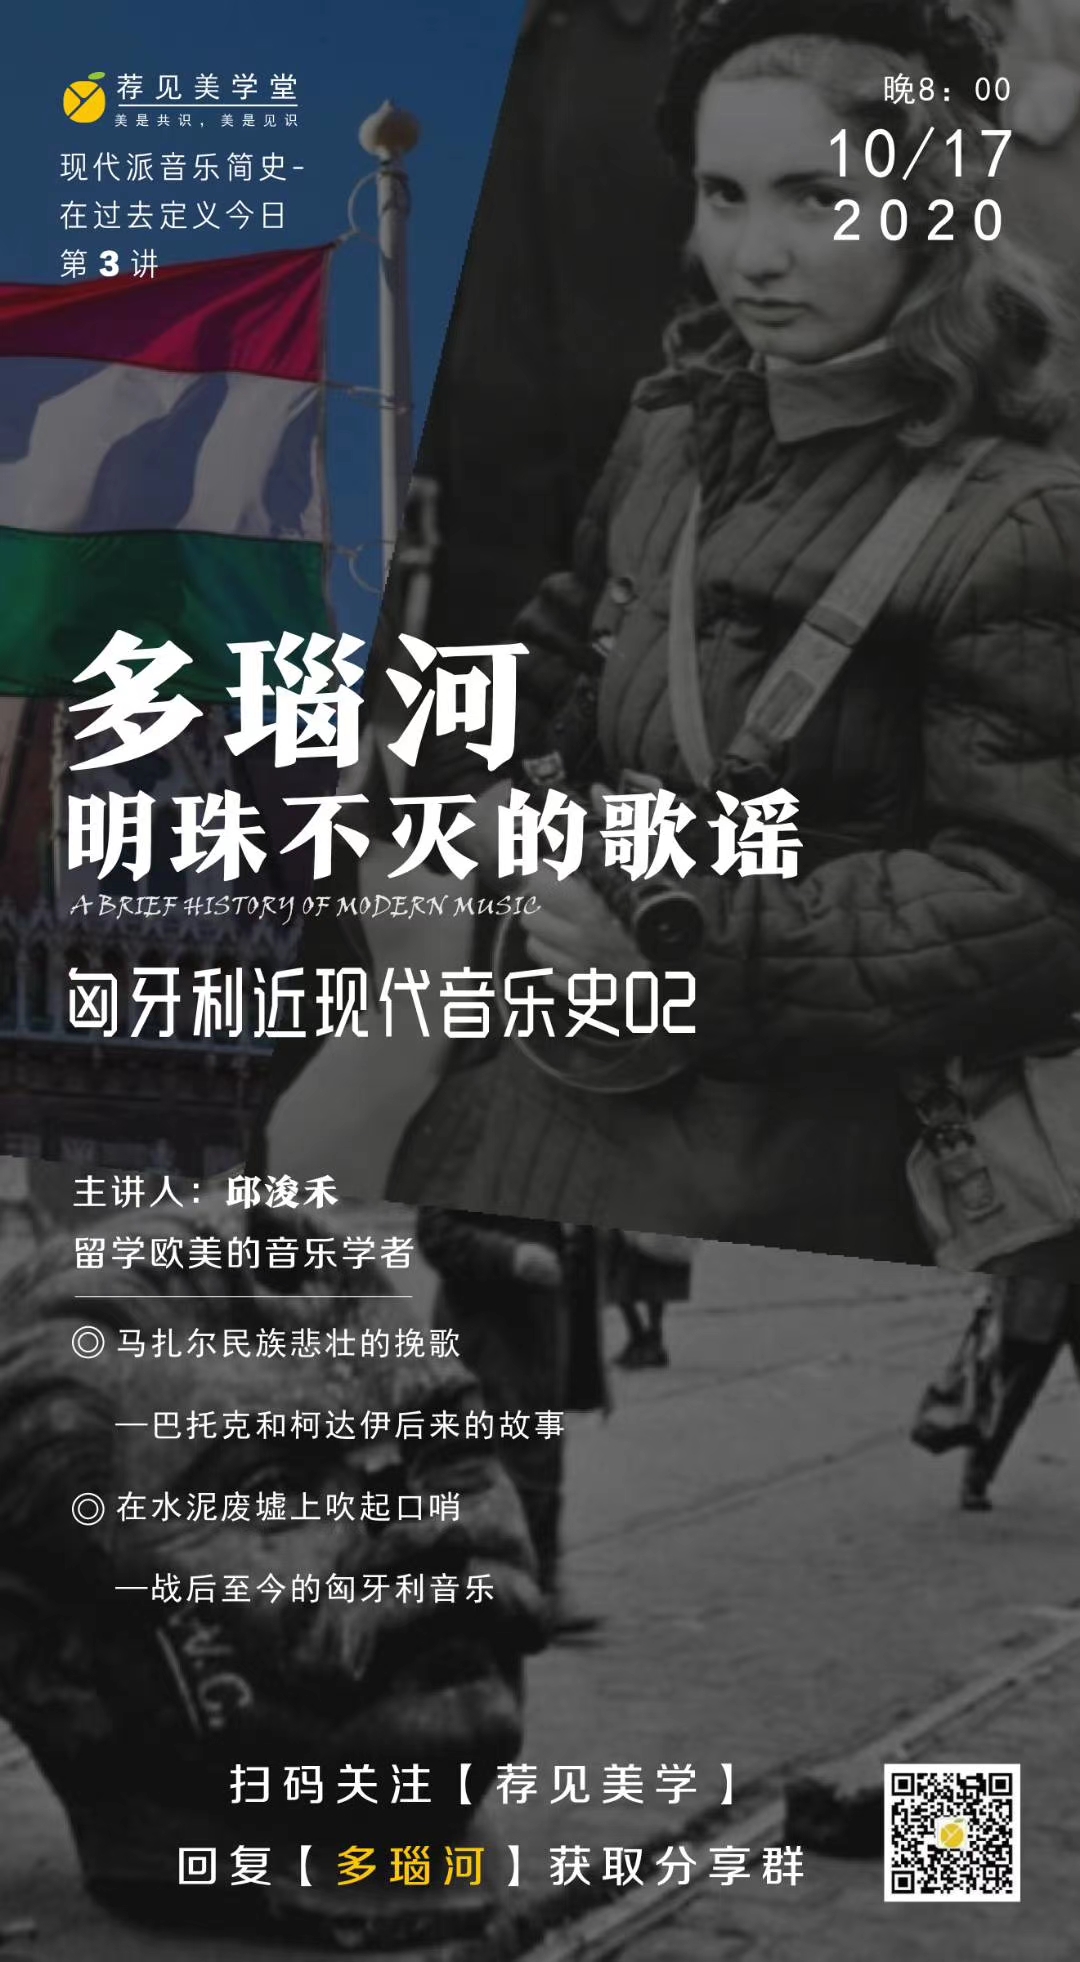 荐见美学堂
美是共识，美是见识
现代派音乐简史-
在过去定义今日
第3讲
晚8：00
10/17
2020
多瑙河
明珠不灭的歌谣
A BRIEF HISTORY OF MODERN MUSIC
匈牙利近现代音乐史02
主讲人：邱浚禾
留学欧美的音乐学者
◎ 马扎尔民族悲壮的挽歌
—巴托克和柯达伊后来的故事
◎ 在水泥废墟上吹起口哨
—战后至今的匈牙利音乐
W.C.
扫码关注【荐见美学】
回复【多瑙河】获取分享群